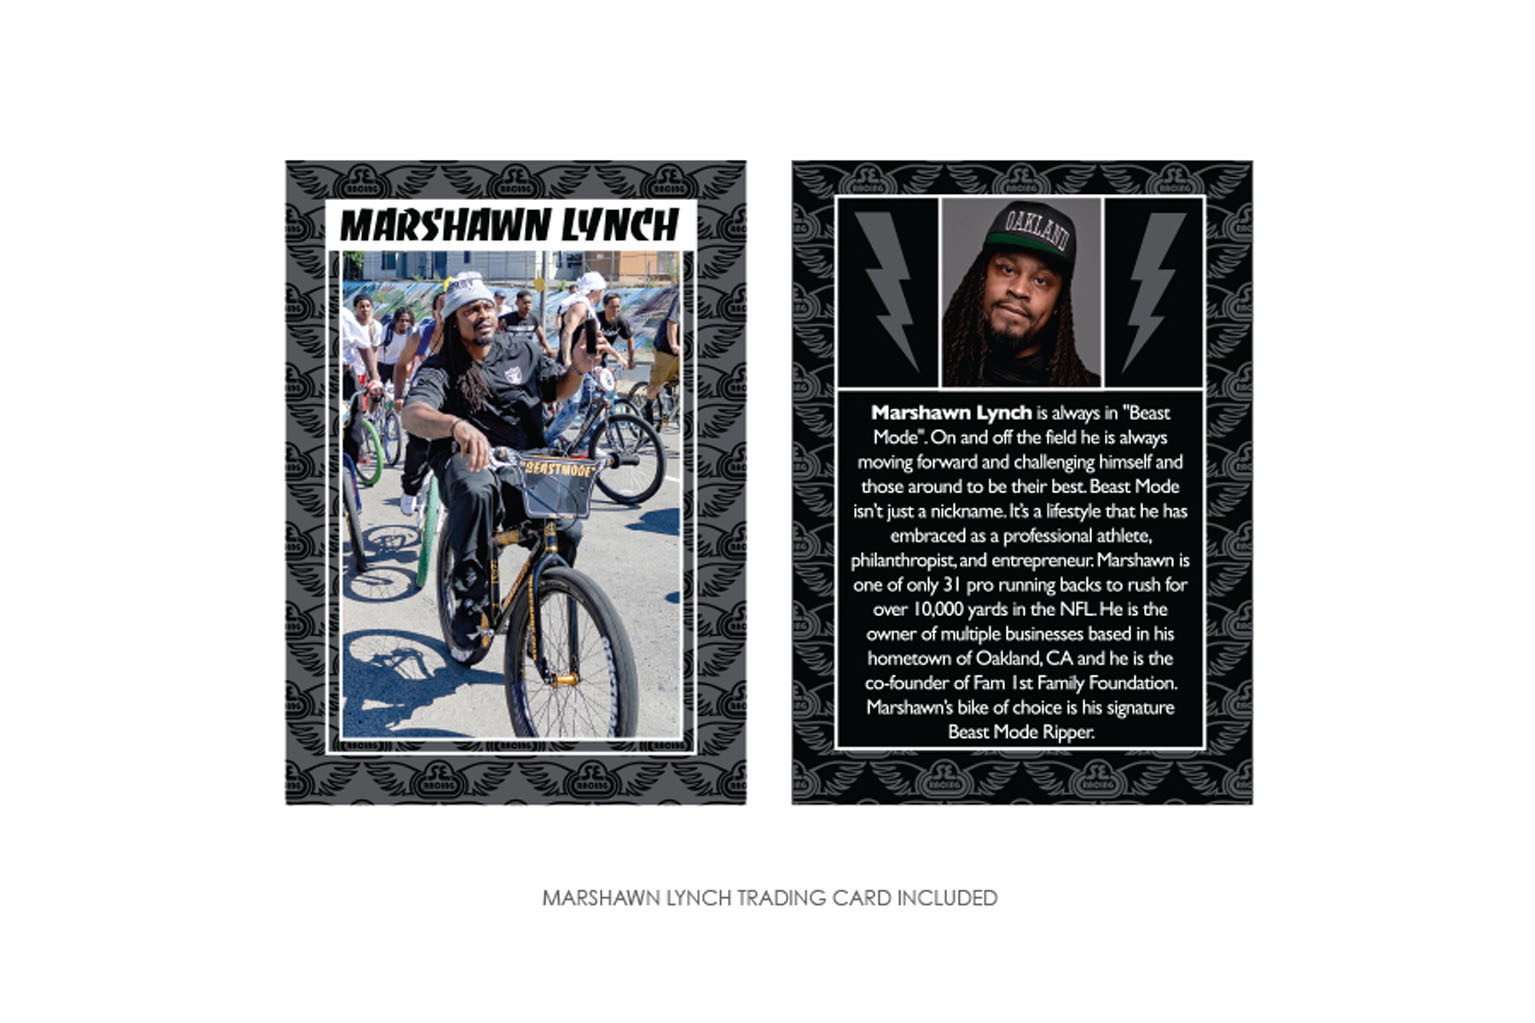 MARSHAWN LYNCH
"BEASTMODE"
SE
RACING
OAKLAND
Marshawn Lynch is always in "Beast
Mode". On and off the field he is always
moving forward and challenging himself and
those around to be their best. Beast Mode
isn't just a nickname. It's a lifestyle that he has
embraced as a professional athlete,
philanthropist, and entrepreneur. Marshawn is
one of only 31 pro running backs to rush for
over 10,000 yards in the NFL. He is the
owner of multiple businesses based in his
hometown of Oakland, CA and he is the
co-founder of Fam 1st Family Foundation.
Marshawn's bike of choice is his signature
Beast Mode Ripper.
MARSHAWN LYNCH TRADING CARD INCLUDED